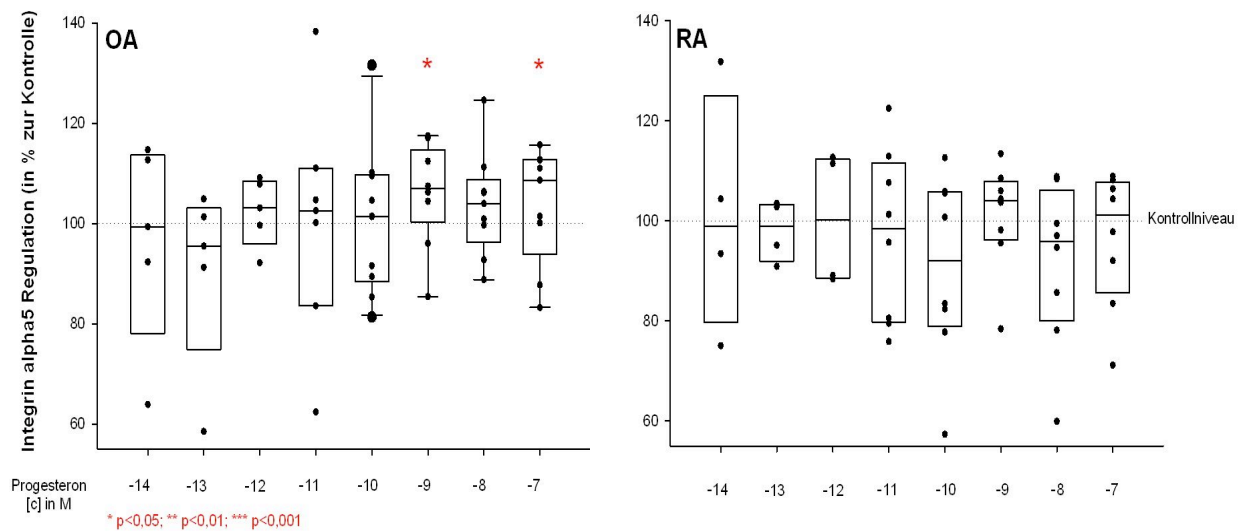 Integrin alpha5 Regulation (in % zur Kontrolle)
OA
140
120
100
80
60
* *
-14 -13 -12 -11 -10 -9 -8 -7
Progesteron
[c] in M
* p<0,05; ** p<0,01; *** p<0,001
RA
140
120
100
80
60
Kontrollniveau
-14 -13 -12 -11 -10 -9 -8 -7